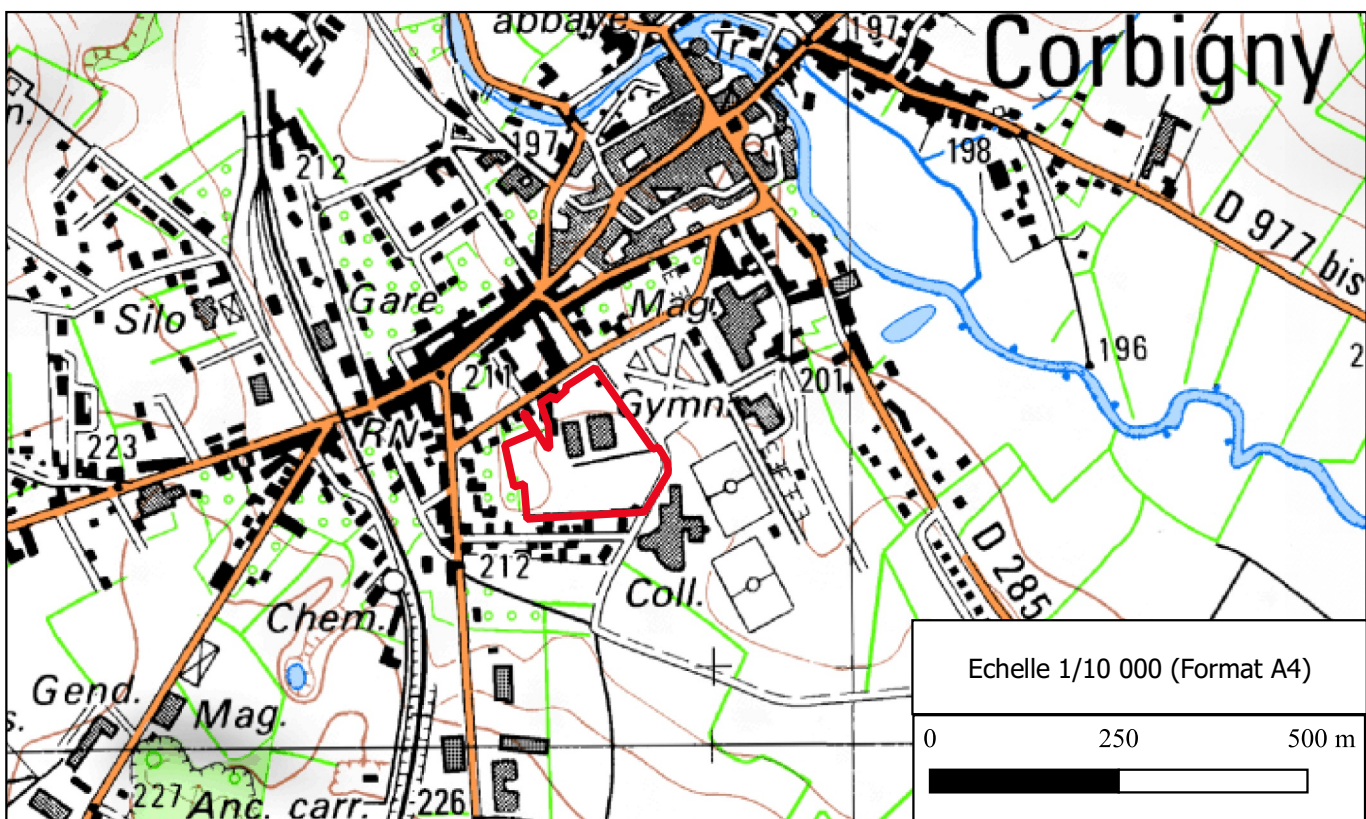 abbaye
Tr
197
Corbigny
n.
212
197
198
D 977 bis
Silo
Gare
Mag.
196
2
211
Gymn.
201
223
RN
212
Coll.
D 285
Chem.
Gend.
Mag.
s.
227
Anc. carr.
226
Echelle 1/10 000 (Format A4)
0 250 500 m